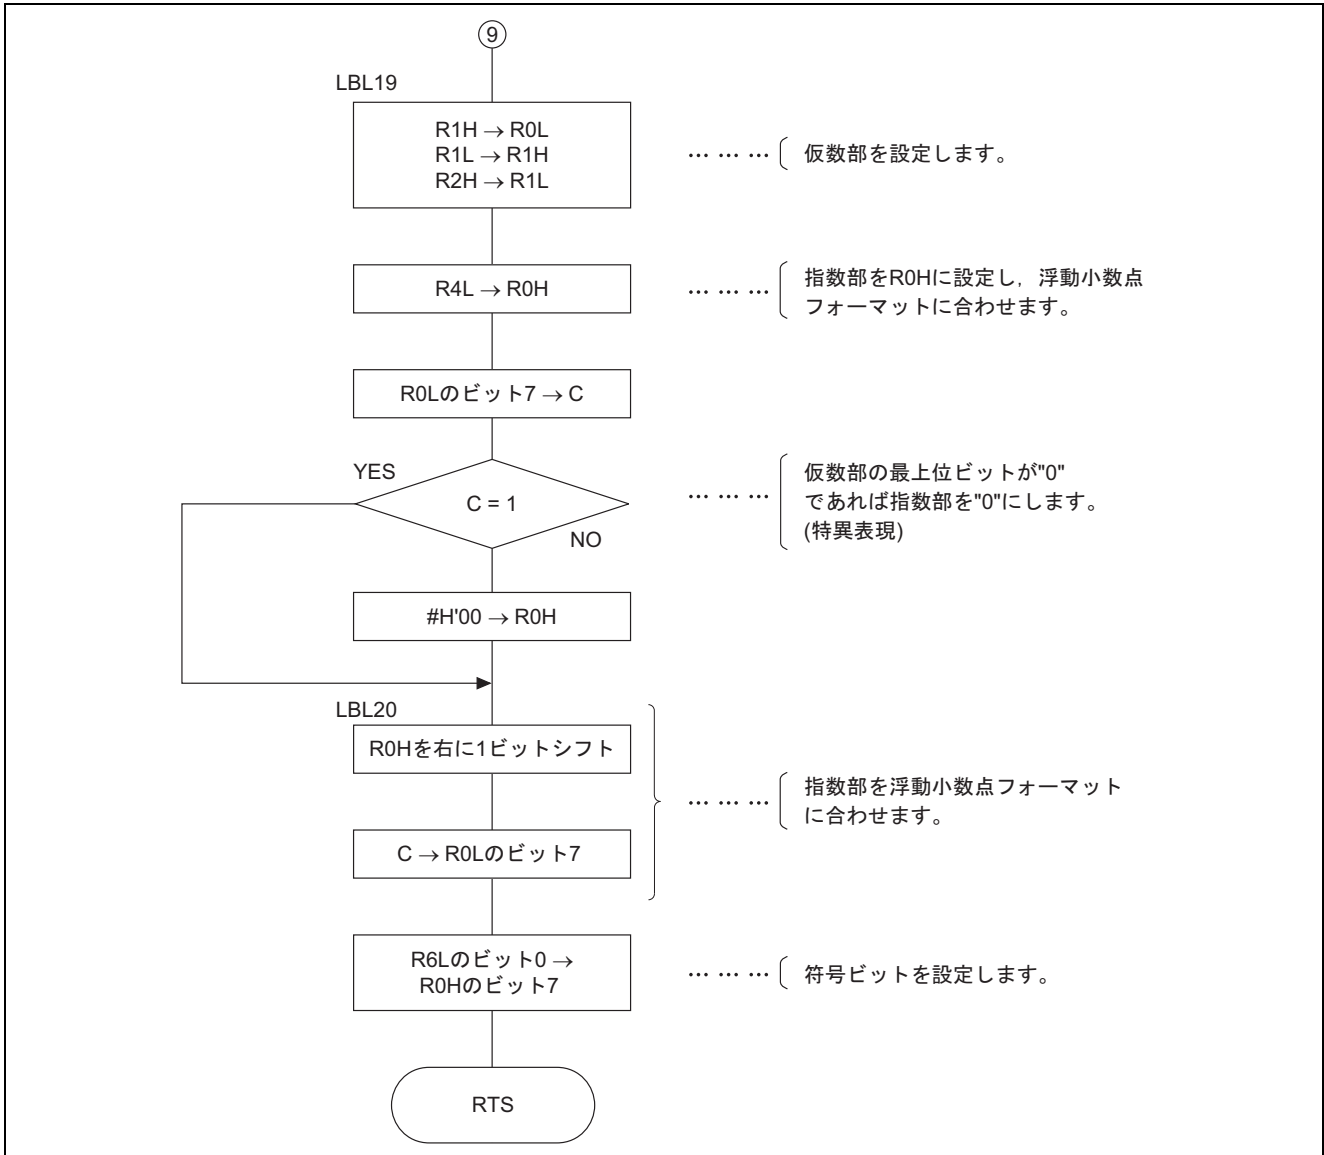 ⑨
LBL19
R1H → R0L
R1L → R1H
R2H → R1L
… … … 仮数部を設定します。
R4L → R0H
… … … 指数部をR0Hに設定し，浮動小数点
フォーマットに合わせます。
R0Lのビット7 → C
YES
C = 1
NO
… … … 仮数部の最上位ビットが"0"
であれば指数部を"0"にします。
(特異表現)
#H'00 → R0H
LBL20
R0Hを右に1ビットシフト
C → R0Lのビット7
… … … 指数部を浮動小数点フォーマット
に合わせます。
R6Lのビット0 →
R0Hのビット7
… … … 符号ビットを設定します。
RTS